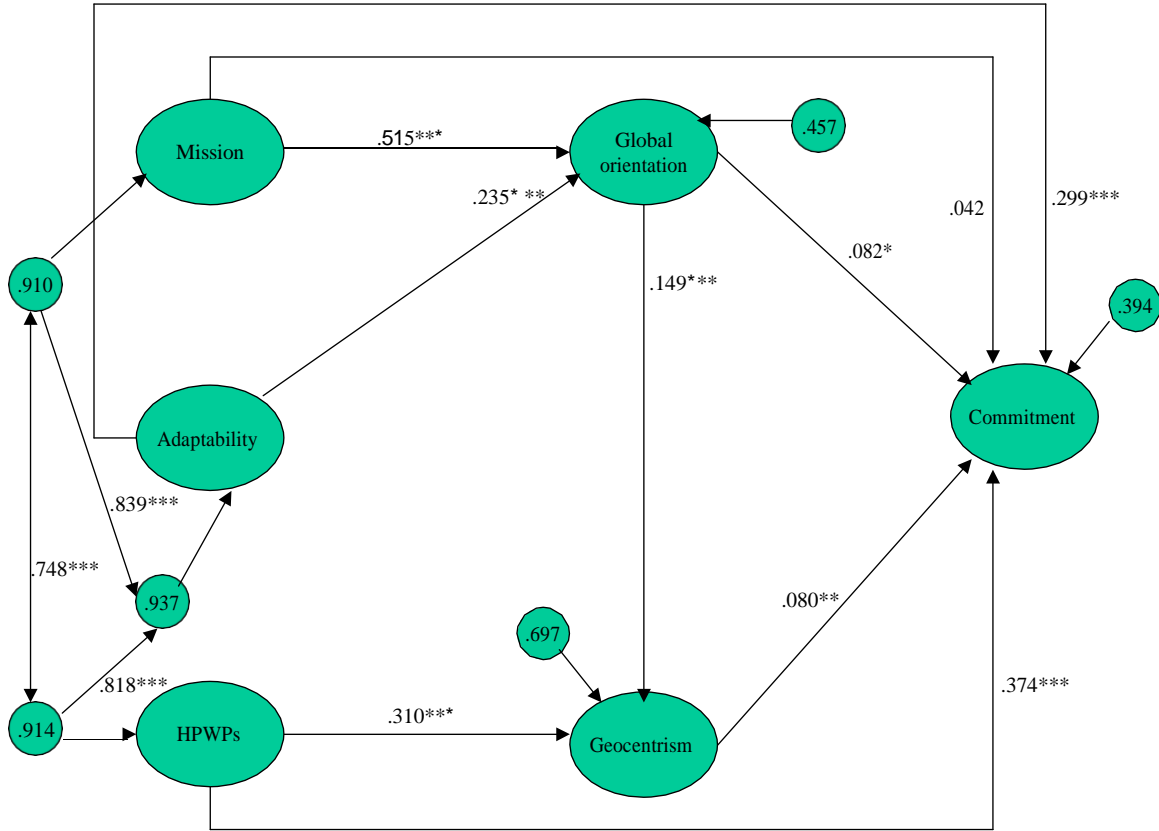 Mission
.515***
Global
orientation
.457
.235* **
.042
.299***
.082*
.910
.149***
.394
Commitment
Adaptability
.839***
.748***
.937
.080**
.697
.818***
.374***
.914
HPWPs
.310***
Geocentrism